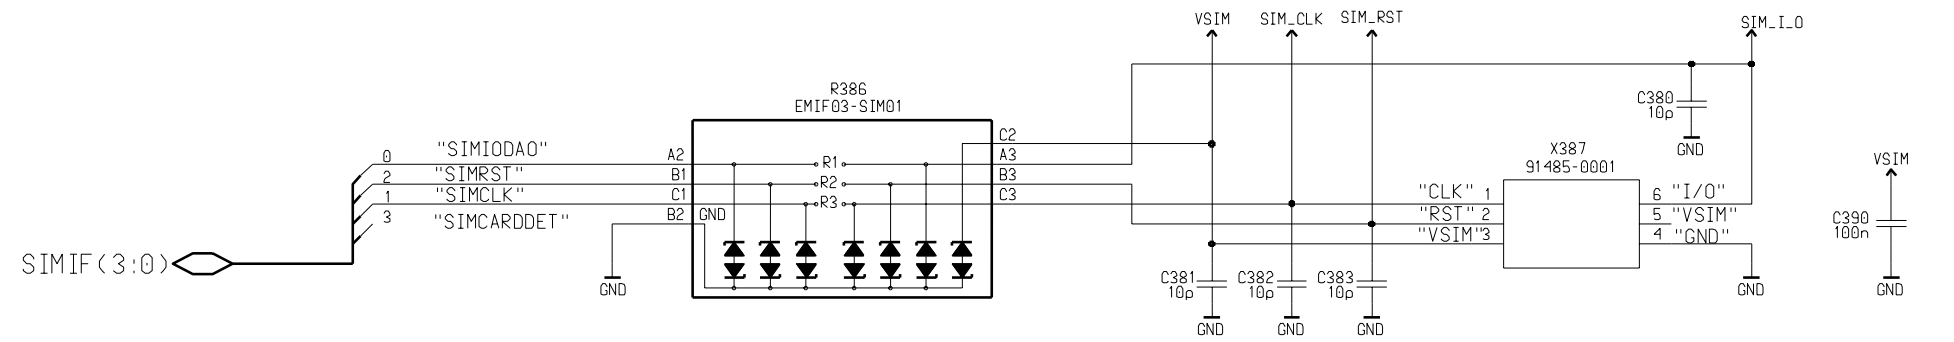 VSIM
SIM_CLK
SIM_RST
SIM_I_O
R386
EMIF03-SIM01
C380
10p
GND
0 "SIMIODAO" A2
R1
C2
A3
2 "SIMRST" B1
R2
B3
1 "SIMCLK" C1
R3
C3
3 "SIMCARDDET"
B2 GND
X387
91485-0001
"CLK" 1
"RST" 2
"VSIM"3
6 "I/O"
5 "VSIM"
4 "GND"
VSIM
C390
100n
GND
SIMIF(3:0)
GND
C381
10p
GND
C382
10p
GND
C383
10p
GND
GND